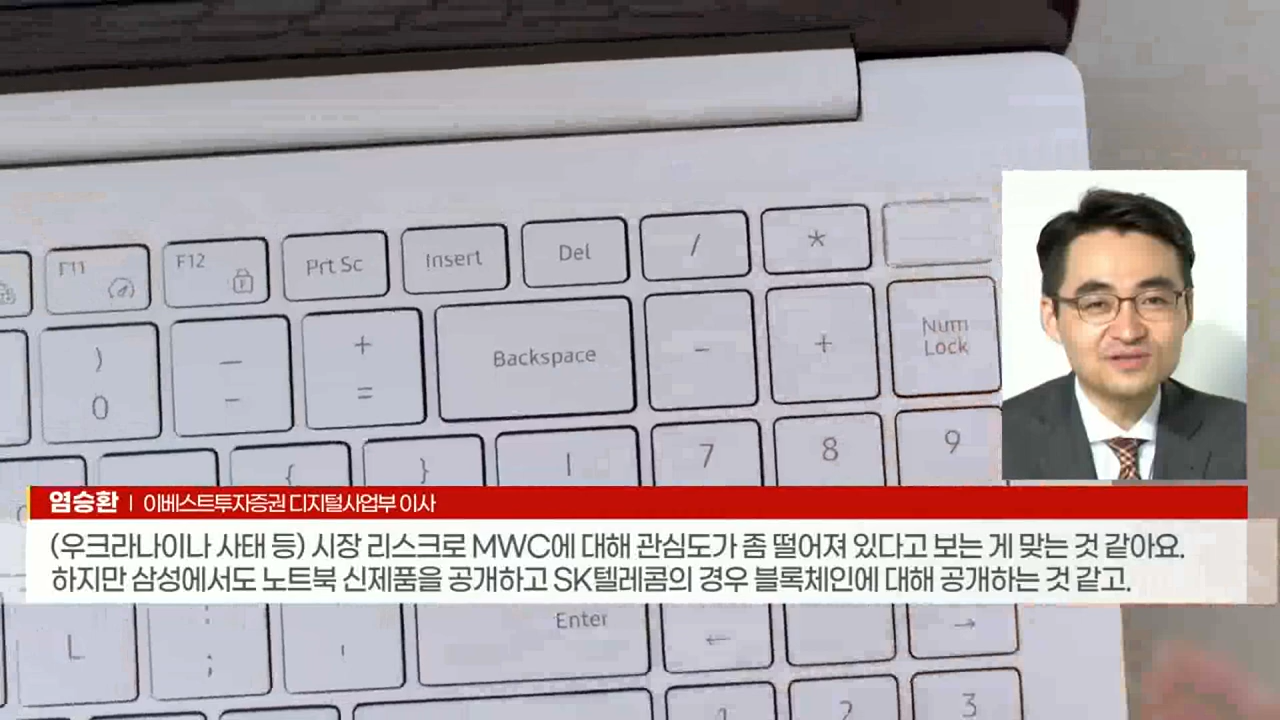 F11
F12
Prt Sc
Insert
Del
/
*
)
0
—
-
+
=
Backspace
-
+
Num
Lock
{
}
|
7
8
9
염승환 | 이베스트투자증권 디지털사업부 이사
(우크라나이나 사태 등) 시장 리스크로 MWC에 대해 관심도가 좀 떨어져 있다고 보는 게 맞는 것 같아요.
하지만 삼성에서도 노트북 신제품을 공개하고 SK텔레콤의 경우 블록체인에 대해 공개하는 것 같고.
L
:
;
Enter
←
→
1
2
3